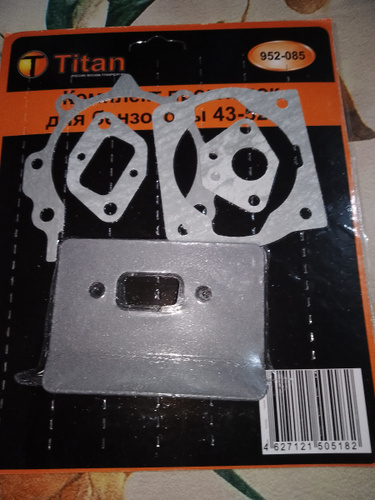 Titan
952-085
Комплект прокладок
для бензопилы 43-52
4 627121 505182